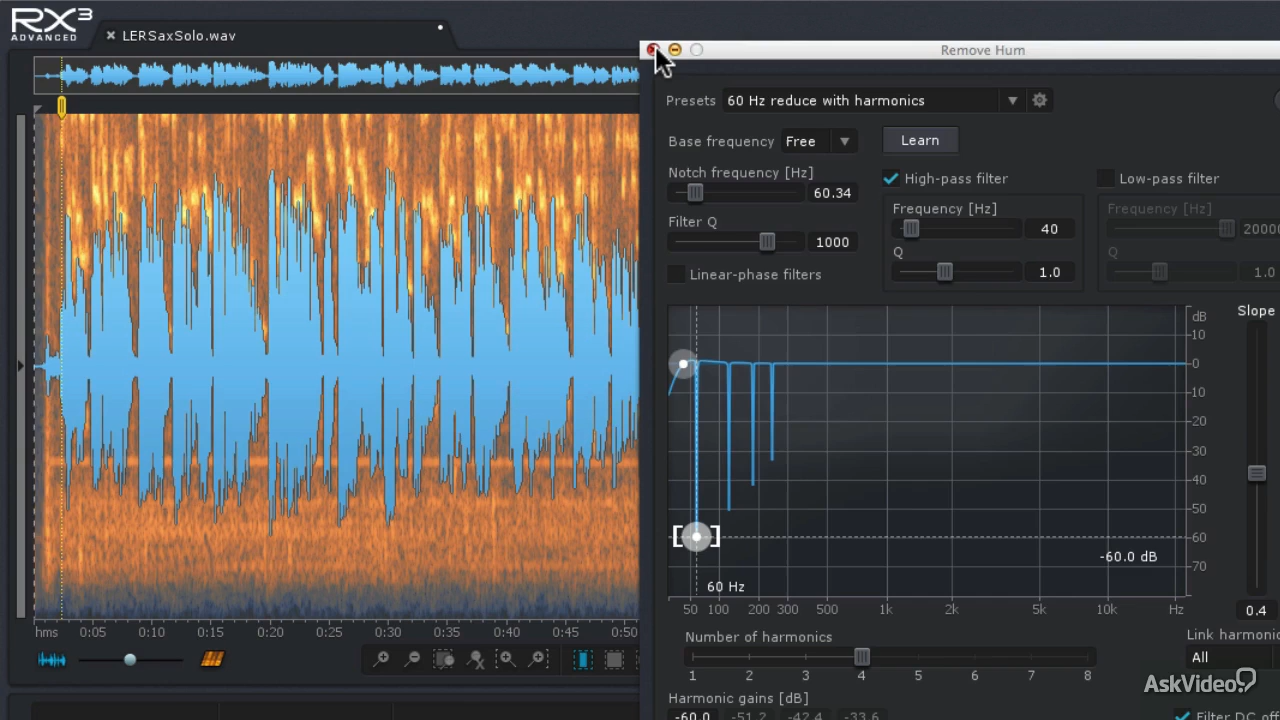 RX3
ADVANCED
LERSaxSolo.wav
Remove Hum
Presets 60 Hz reduce with harmonics
Base frequency Free Learn
Notch frequency [Hz]
60.34
High-pass filter
Low-pass filter
Frequency [Hz]
40
Frequency [Hz]
20000
Filter Q
1000
Q
1.0
Q
1.0
Linear-phase filters
Slope
dB
10
0
10
20
30
40
50
60
70
-60.0 dB
60 Hz
50 100 200 300 500 1k 2k 5k 10k Hz
0.4
hms 0:05 0:10 0:15 0:20 0:25 0:30 0:35 0:40 0:45 0:50
Number of harmonics
1 2 3 4 5 6 7 8
Link harmonic
All
AskVideo
Harmonic gains [dB]
-60.0 -51.2 -42.4 -33.6
Filter DC off